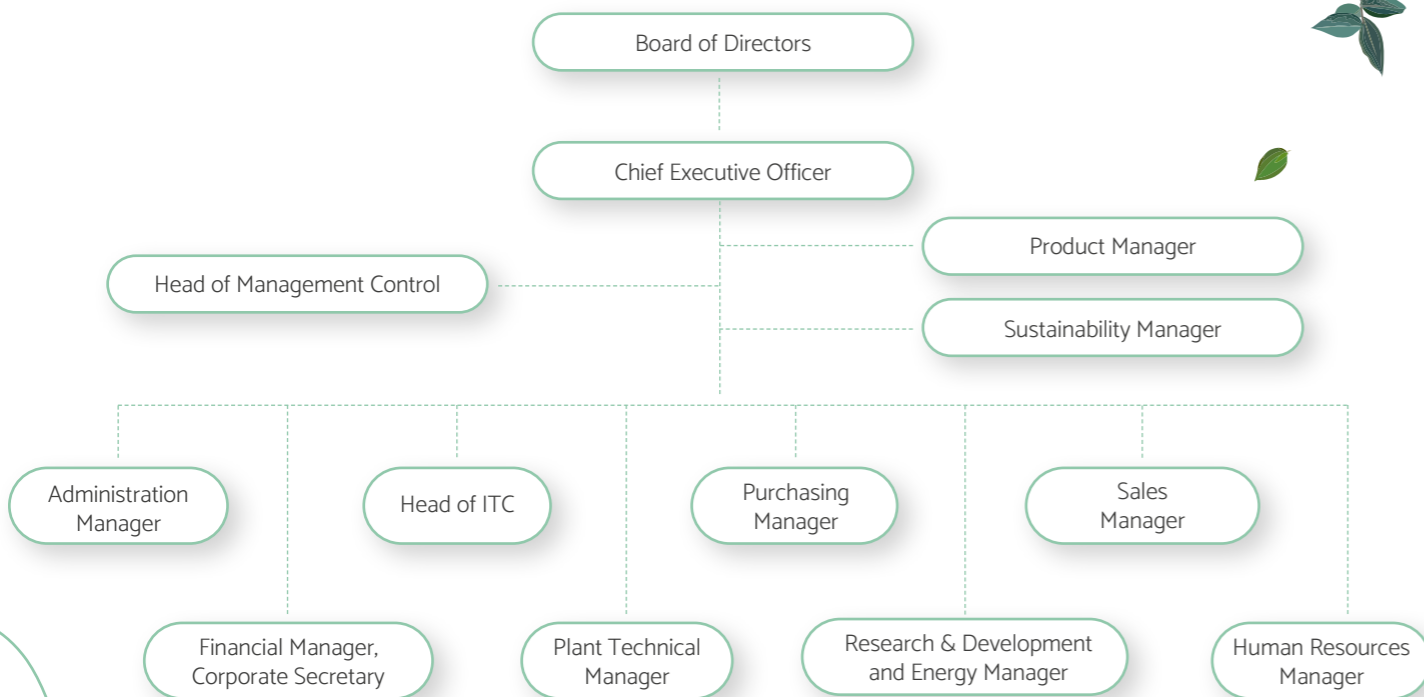 Board of Directors
Chief Executive Officer
Product Manager
Head of Management Control
Sustainability Manager
Administration
Manager
Head of ITC
Purchasing
Manager
Sales
Manager
Financial Manager,
Corporate Secretary
Plant Technical
Manager
Research & Development
and Energy Manager
Human Resources
Manager